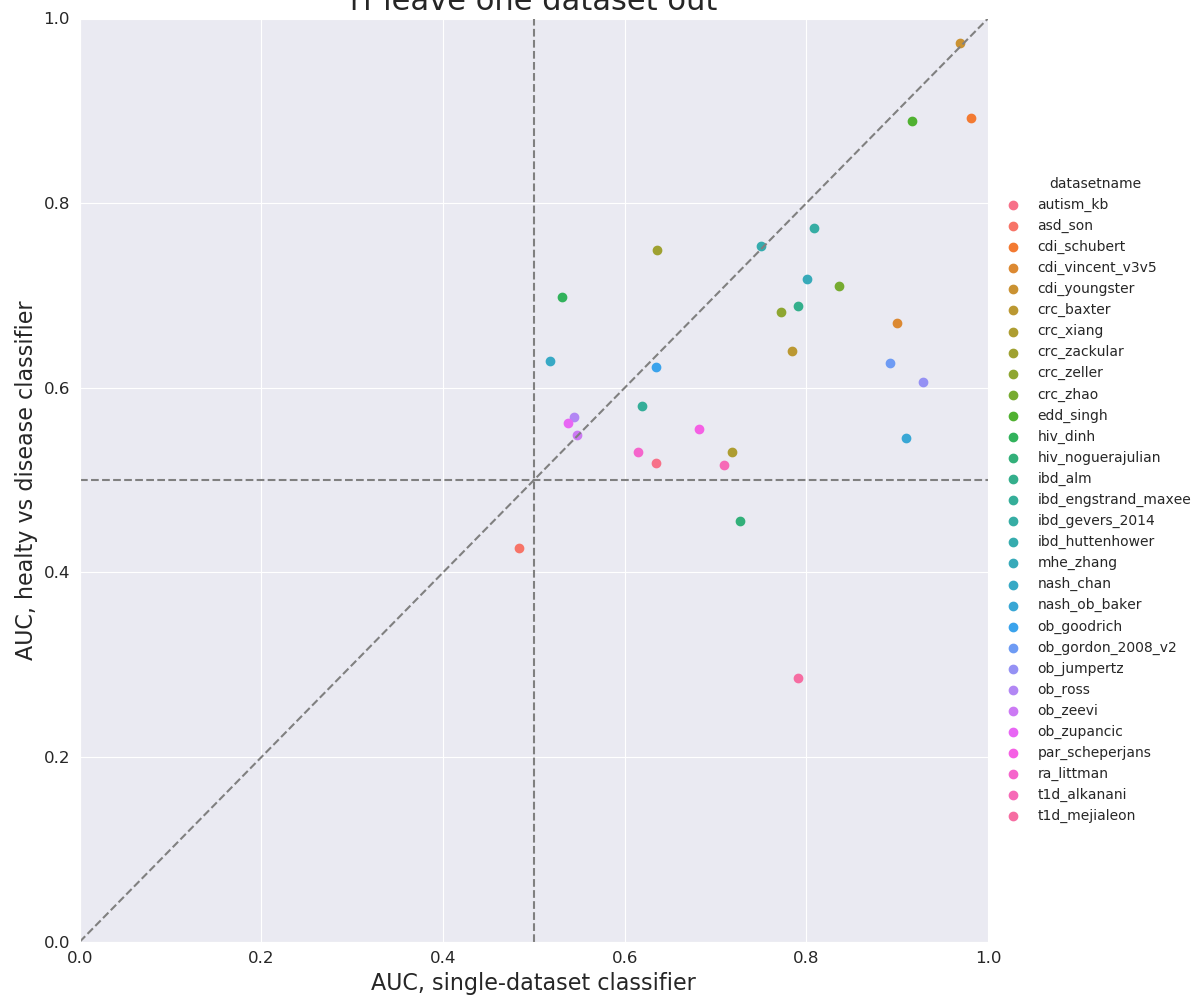 leave one dataset out
1.0
0.8
0.6
0.4
0.2
0.0
AUC, healty vs disease classifier
0.0 0.2 0.4 0.6 0.8 1.0
AUC, single-dataset classifier
datasetname
autism_kb
asd_son
cdi_schubert
cdi_vincent_v3v5
cdi_youngster
crc_baxter
crc_xiang
crc_zackular
crc_zeller
crc_zhao
edd_singh
hiv_dinh
hiv_noguerajulian
ibd_alm
ibd_engstrand_maxee
ibd_gevers_2014
ibd_huttenhower
mhe_zhang
nash_chan
nash_ob_baker
ob_goodrich
ob_gordon_2008_v2
ob_jumpertz
ob_ross
ob_zeevi
ob_zupancic
par_scheperjans
ra_littman
t1d_alkanani
t1d_mejialeon